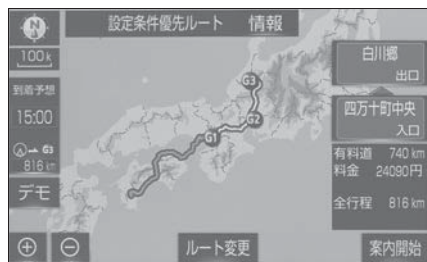 設定条件優先ルート 情報
100k
到着予想
15:00
G3
816 km
デモ
G3
G2
G1
白川郷
出口
四万十町中央
入口
有料道 740 km
料金 24090円
全行程 816 km
ルート変更
案内開始